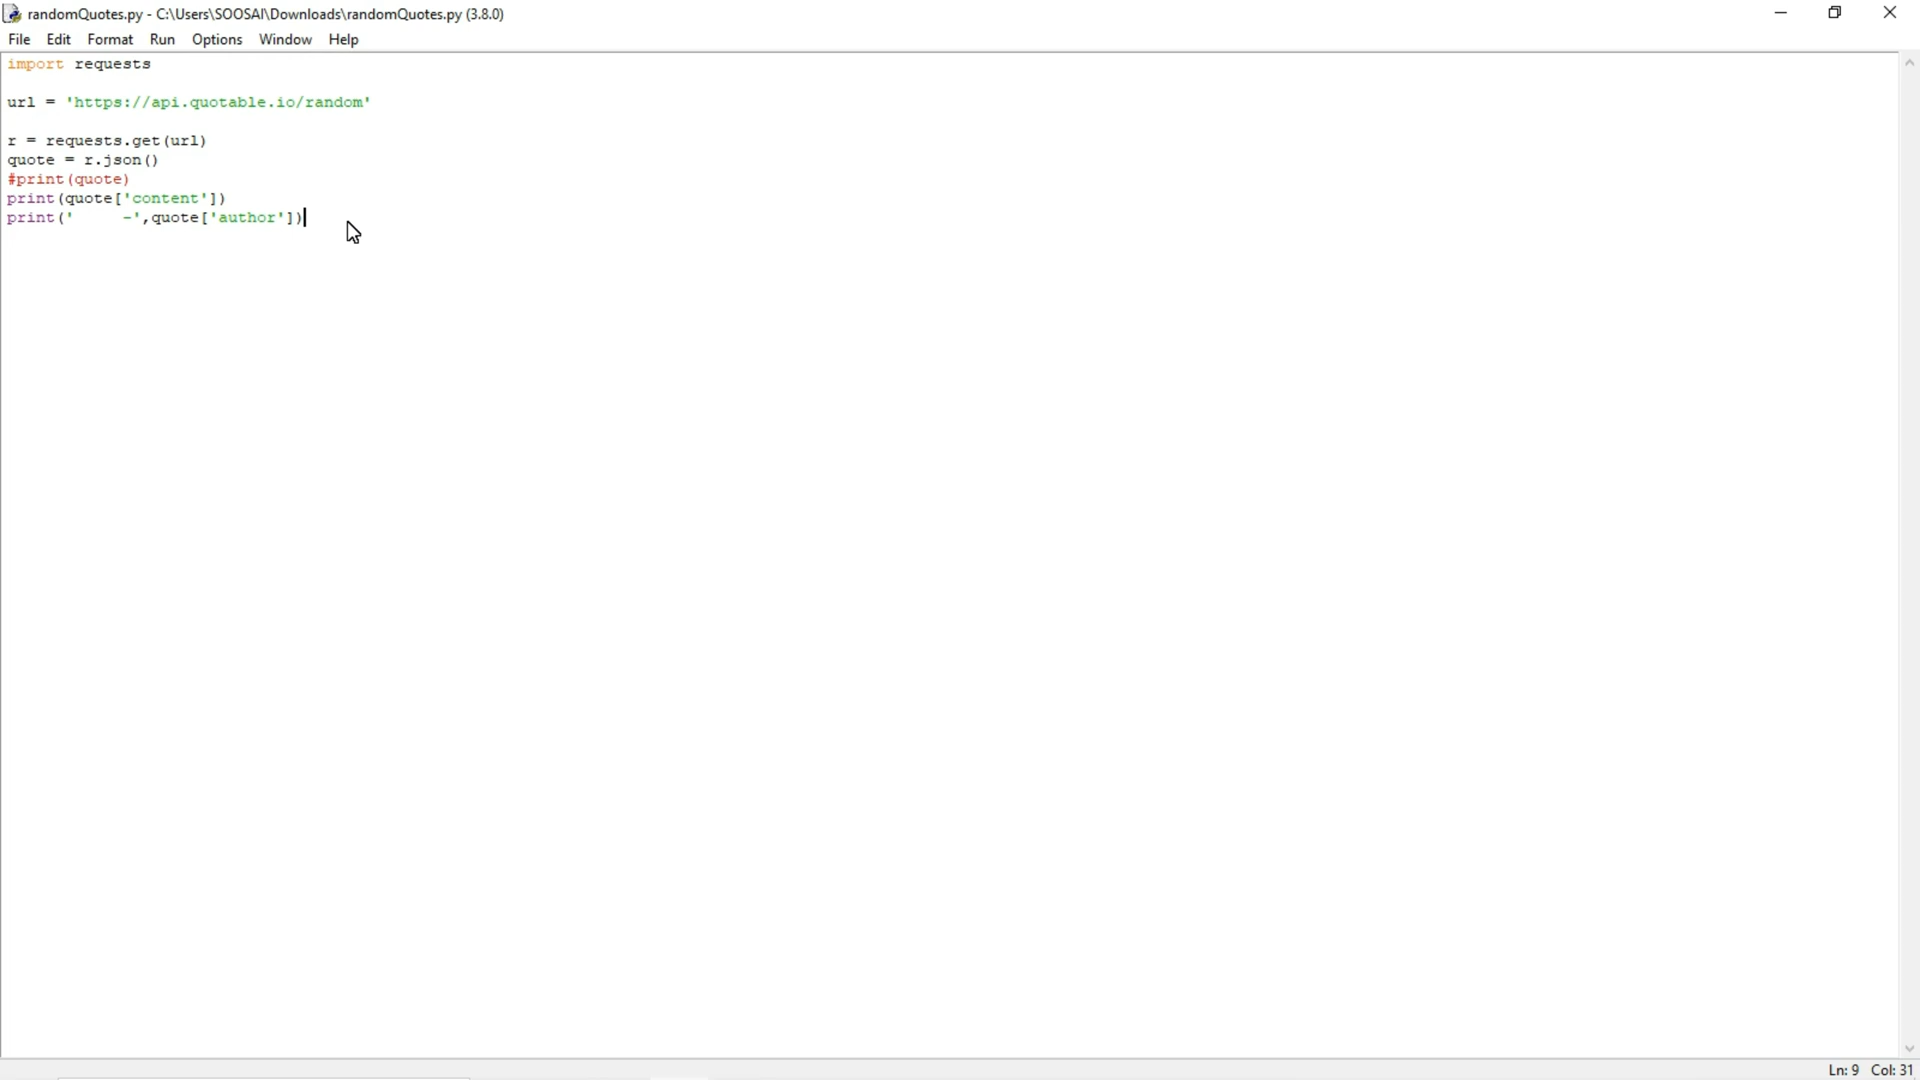 randomQuotes.py - C:\Users\SOOSAI\Downloads\randomQuotes.py (3.8.0)
File Edit Format Run Options Window Help
import requests
url = 'https://api.quotable.io/random'
r = requests.get(url)
quote = r.json()
#print(quote)
print(quote['content'])
print('     -',quote['author'])
Ln: 9 Col: 31